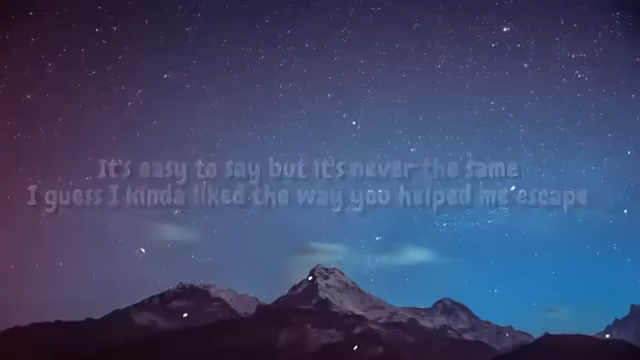 It's easy to say but it's never the same
I guess I kinda liked the way you helped me escape